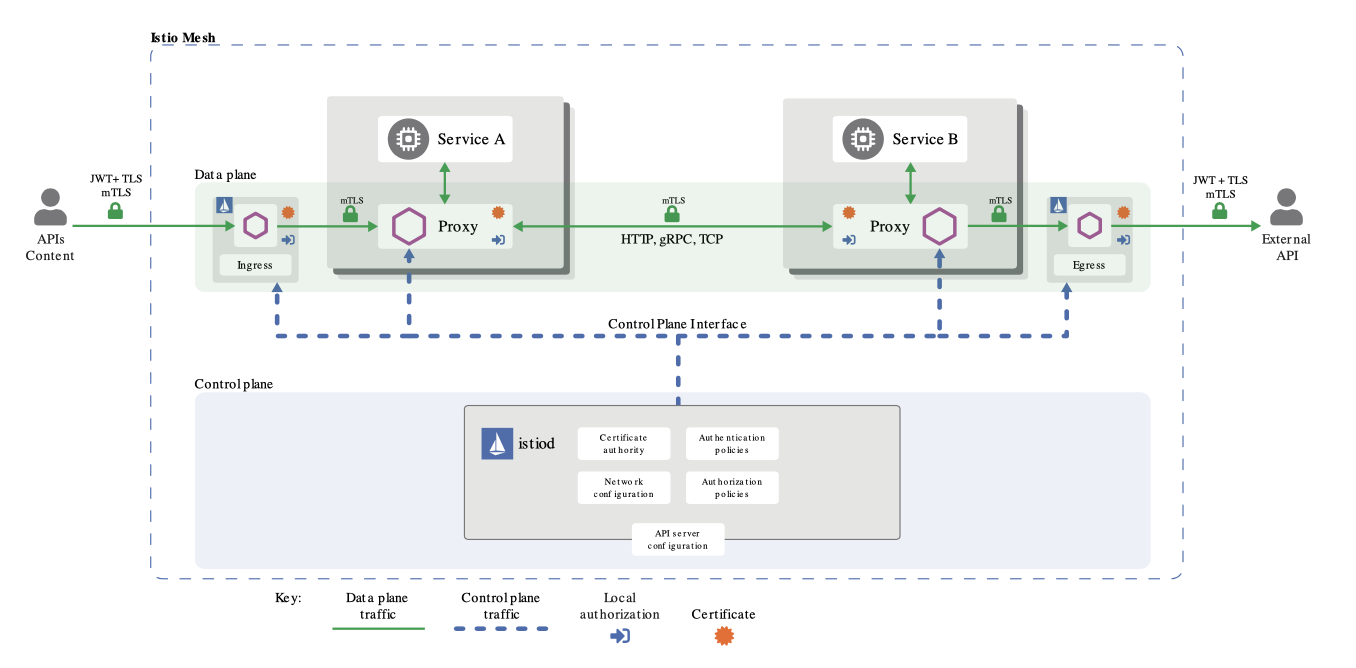 Istio Mesh
Service A
Service B
Data plane
JWT+ TLS
mTLS
JWT + TLS
mTLS
mTLS
mTLS
mTLS
Proxy
Proxy
HTTP, gRPC, TCP
APIs
Content
External
API
Ingress
Egress
Control Plane Interface
Control plane
istiod
Certificate
authority
Authentication
policies
Network
configuration
Authorization
policies
API server
configuration
Key:
Data plane
traffic
Control plane
traffic
Local
authorization
Certificate